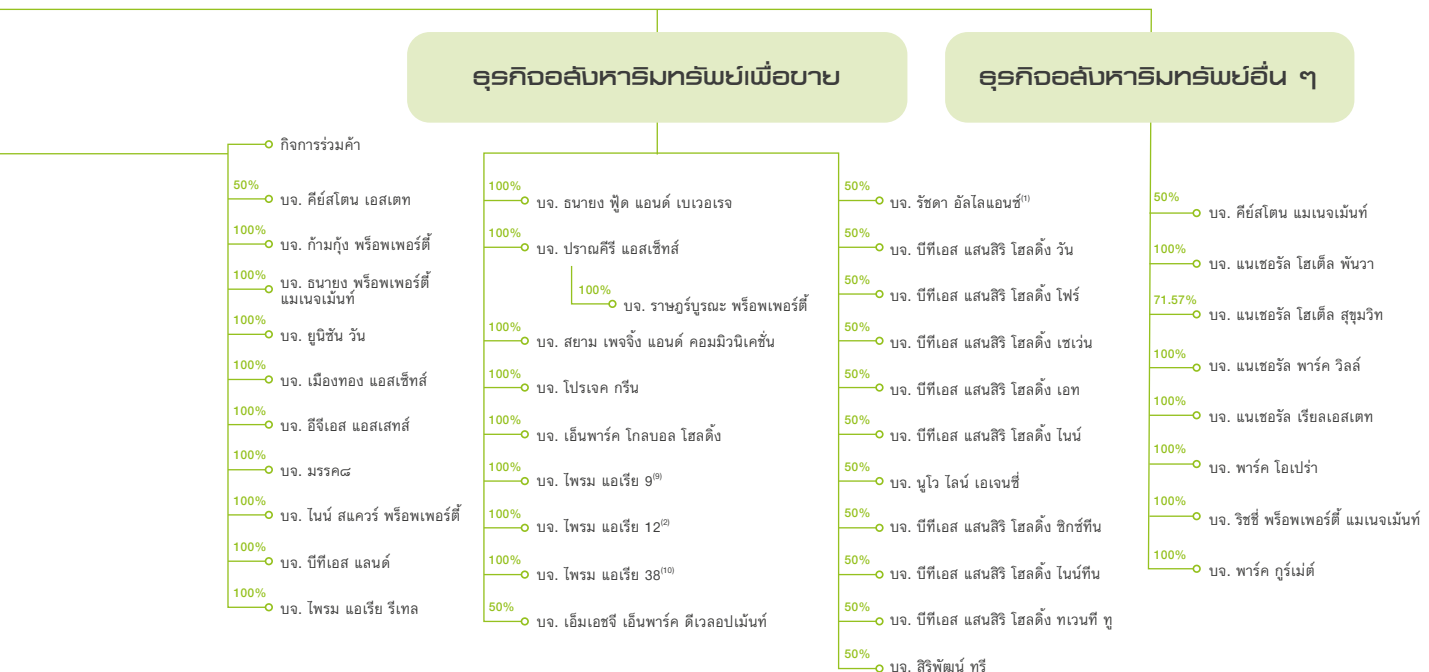 ธุรกิจอสังหาริมทรัพย์เพื่อขาย
ธุรกิจอสังหาริมทรัพย์อื่น ๆ
กิจการร่วมค้า
50%
บจ. คีย์สโตน เอสเตท
100%
บจ. ก้ามกุ้ง พร็อพเพอร์ตี้
100%
บจ. ธนายง พร็อพเพอร์ตี้
แมเนจเม้นท์
100%
บจ. ยูนิซัน วัน
100%
บจ. เมืองทอง แอสเซ็ทส์
100%
บจ. อีจีเอส แอสเสทส์
100%
บจ. มรรค๘
100%
บจ. ไนน์ สแควร์ พร็อพเพอร์ตี้
100%
บจ. บีทีเอส แลนด์
100%
บจ. ไพรม แอเรีย รีเทล
100%
บจ. ธนายง ฟู้ด แอนด์ เบเวอเรจ
100%
บจ. ปราณคีรี แอสเซ็ทส์
100%
บจ. ราษฎร์บูรณะ พร็อพเพอร์ตี้
100%
บจ. สยาม เพจจิ้ง แอนด์ คอมมิวนิเคชั่น
100%
บจ. โปรเจค กรีน
100%
บจ. เอ็นพาร์ค โกลบอล โฮลดิ้ง
100%
บจ. ไพรม แอเรีย 9(9)
100%
บจ. ไพรม แอเรีย 12(2)
100%
บจ. ไพรม แอเรีย 38(10)
50%
บจ. เอ็มเอชจี เอ็นพาร์ค ดีเวลอปเม้นท์
50%
บจ. รัชดา อัลไลแอนซ์(1)
50%
บจ. บีทีเอส แสนสิริ โฮลดิ้ง วัน
50%
บจ. บีทีเอส แสนสิริ โฮลดิ้ง โฟร์
50%
บจ. บีทีเอส แสนสิริ โฮลดิ้ง เซเว่น
50%
บจ. บีทีเอส แสนสิริ โฮลดิ้ง เอท
50%
บจ. บีทีเอส แสนสิริ โฮลดิ้ง ไนน์
50%
บจ. นูโว ไลน์ เอเจนซี่
50%
บจ. บีทีเอส แสนสิริ โฮลดิ้ง ซิกซ์ทีน
50%
บจ. บีทีเอส แสนสิริ โฮลดิ้ง ไนน์ทีน
50%
บจ. บีทีเอส แสนสิริ โฮลดิ้ง ทเวนที ทู
50%
บจ. สิริพัฒน์ ทรี
50%
บจ. คีย์สโตน แมเนจเม้นท์
100%
บจ. แนเชอรัล โฮเต็ล พันวา
71.57%
บจ. แนเชอรัล โฮเต็ล สุขุมวิท
100%
บจ. แนเชอรัล พาร์ค วิลล์
100%
บจ. แนเชอรัล เรียลเอสเตท
100%
บจ. พาร์ค โอเปร่า
100%
บจ. ริชชี่ พร็อพเพอร์ตี้ แมเนจเม้นท์
100%
บจ. พาร์ค กูร์เม่ต์